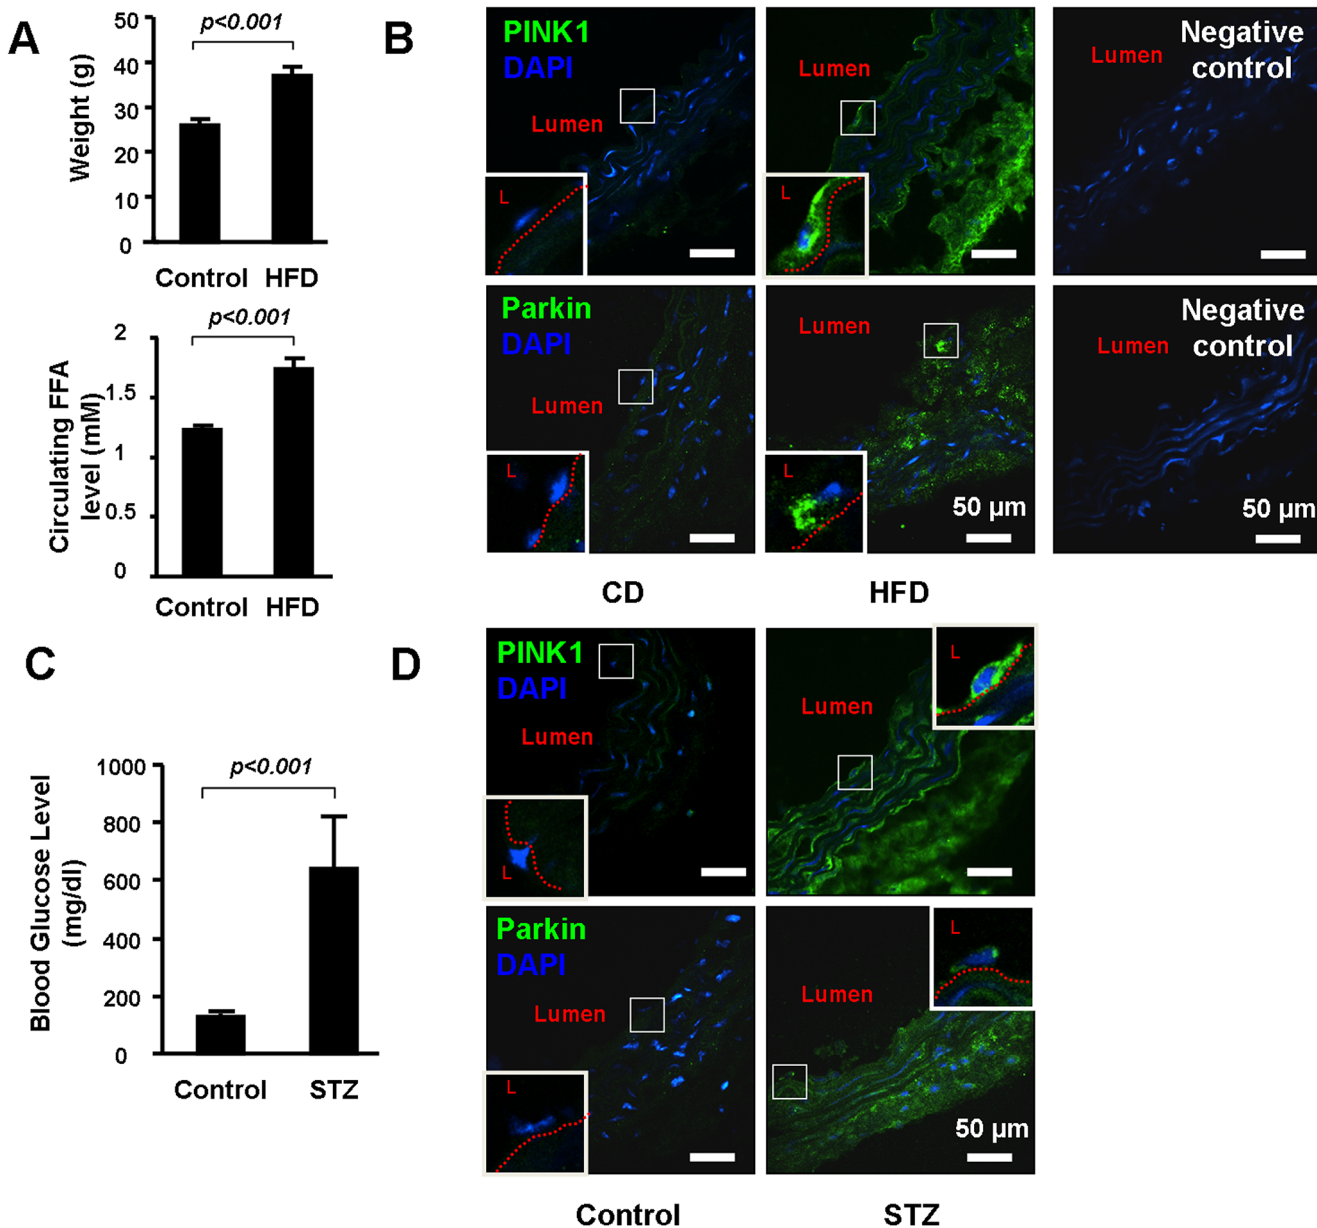 A
p<0.001
Weight (g)
50
40
30
20
10
0
Control HFD
p<0.001
Circulating FFA
level (mM)
2
1.5
1
0.5
0
Control HFD
B
PINK1
DAPI
Lumen
L
Lumen
L
Negative
control
Lumen
Parkin
DAPI
Lumen
L
Lumen
L
50 µm
Negative
control
Lumen
CD
HFD
C
p<0.001
Blood Glucose Level
(mg/dl)
1000
800
600
400
200
0
Control STZ
D
PINK1
DAPI
Lumen
L
Lumen
L
Parkin
DAPI
Lumen
L
Lumen
L
50 µm
Control
STZ